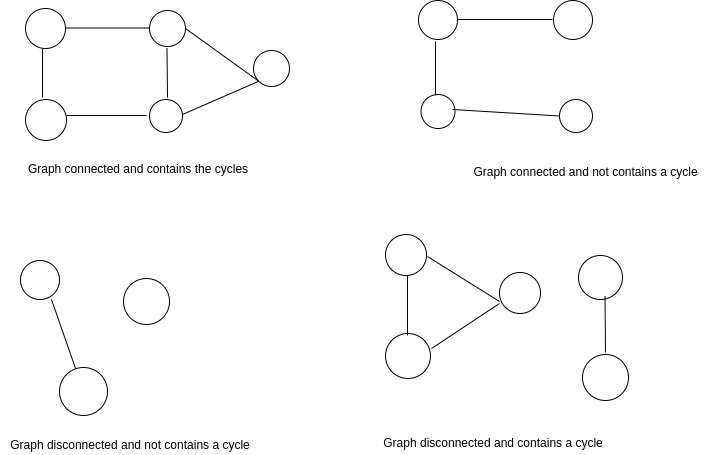 Graph connected and contains the cycles
Graph connected and not contains a cycle
Graph disconnected and not contains a cycle
Graph disconnected and contains a cycle